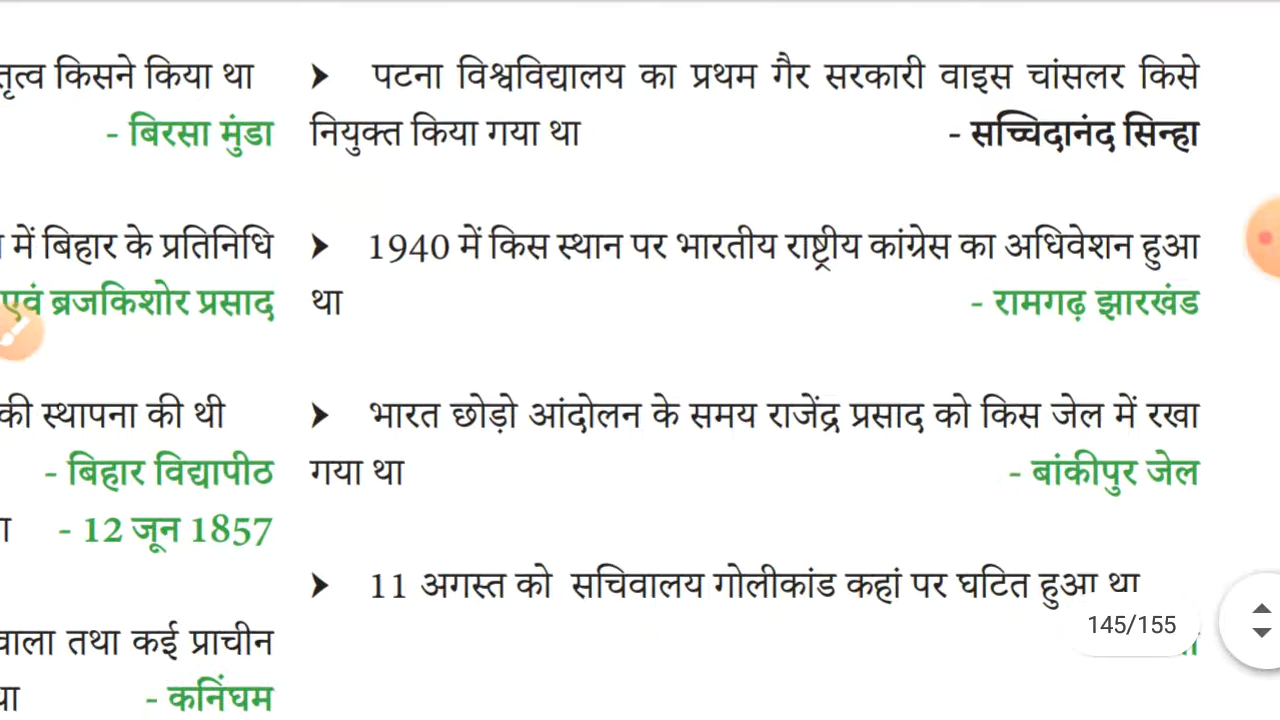 तृत्व किसने किया था
- बिरसा मुंडा
में बिहार के प्रतिनिधि
एवं ब्रजकिशोर प्रसाद
की स्थापना की थी
- बिहार विद्यापीठ
- 12 जून 1857
वाला तथा कई प्राचीन
- कनिंघम
➤ पटना विश्वविद्यालय का प्रथम गैर सरकारी वाइस चांसलर किसे
नियुक्त किया गया था - सच्चिदानंद सिन्हा
➤ 1940 में किस स्थान पर भारतीय राष्ट्रीय कांग्रेस का अधिवेशन हुआ
था - रामगढ़ झारखंड
➤ भारत छोड़ो आंदोलन के समय राजेंद्र प्रसाद को किस जेल में रखा
गया था - बांकीपुर जेल
➤ 11 अगस्त को सचिवालय गोलीकांड कहां पर घटित हुआ था
145/155